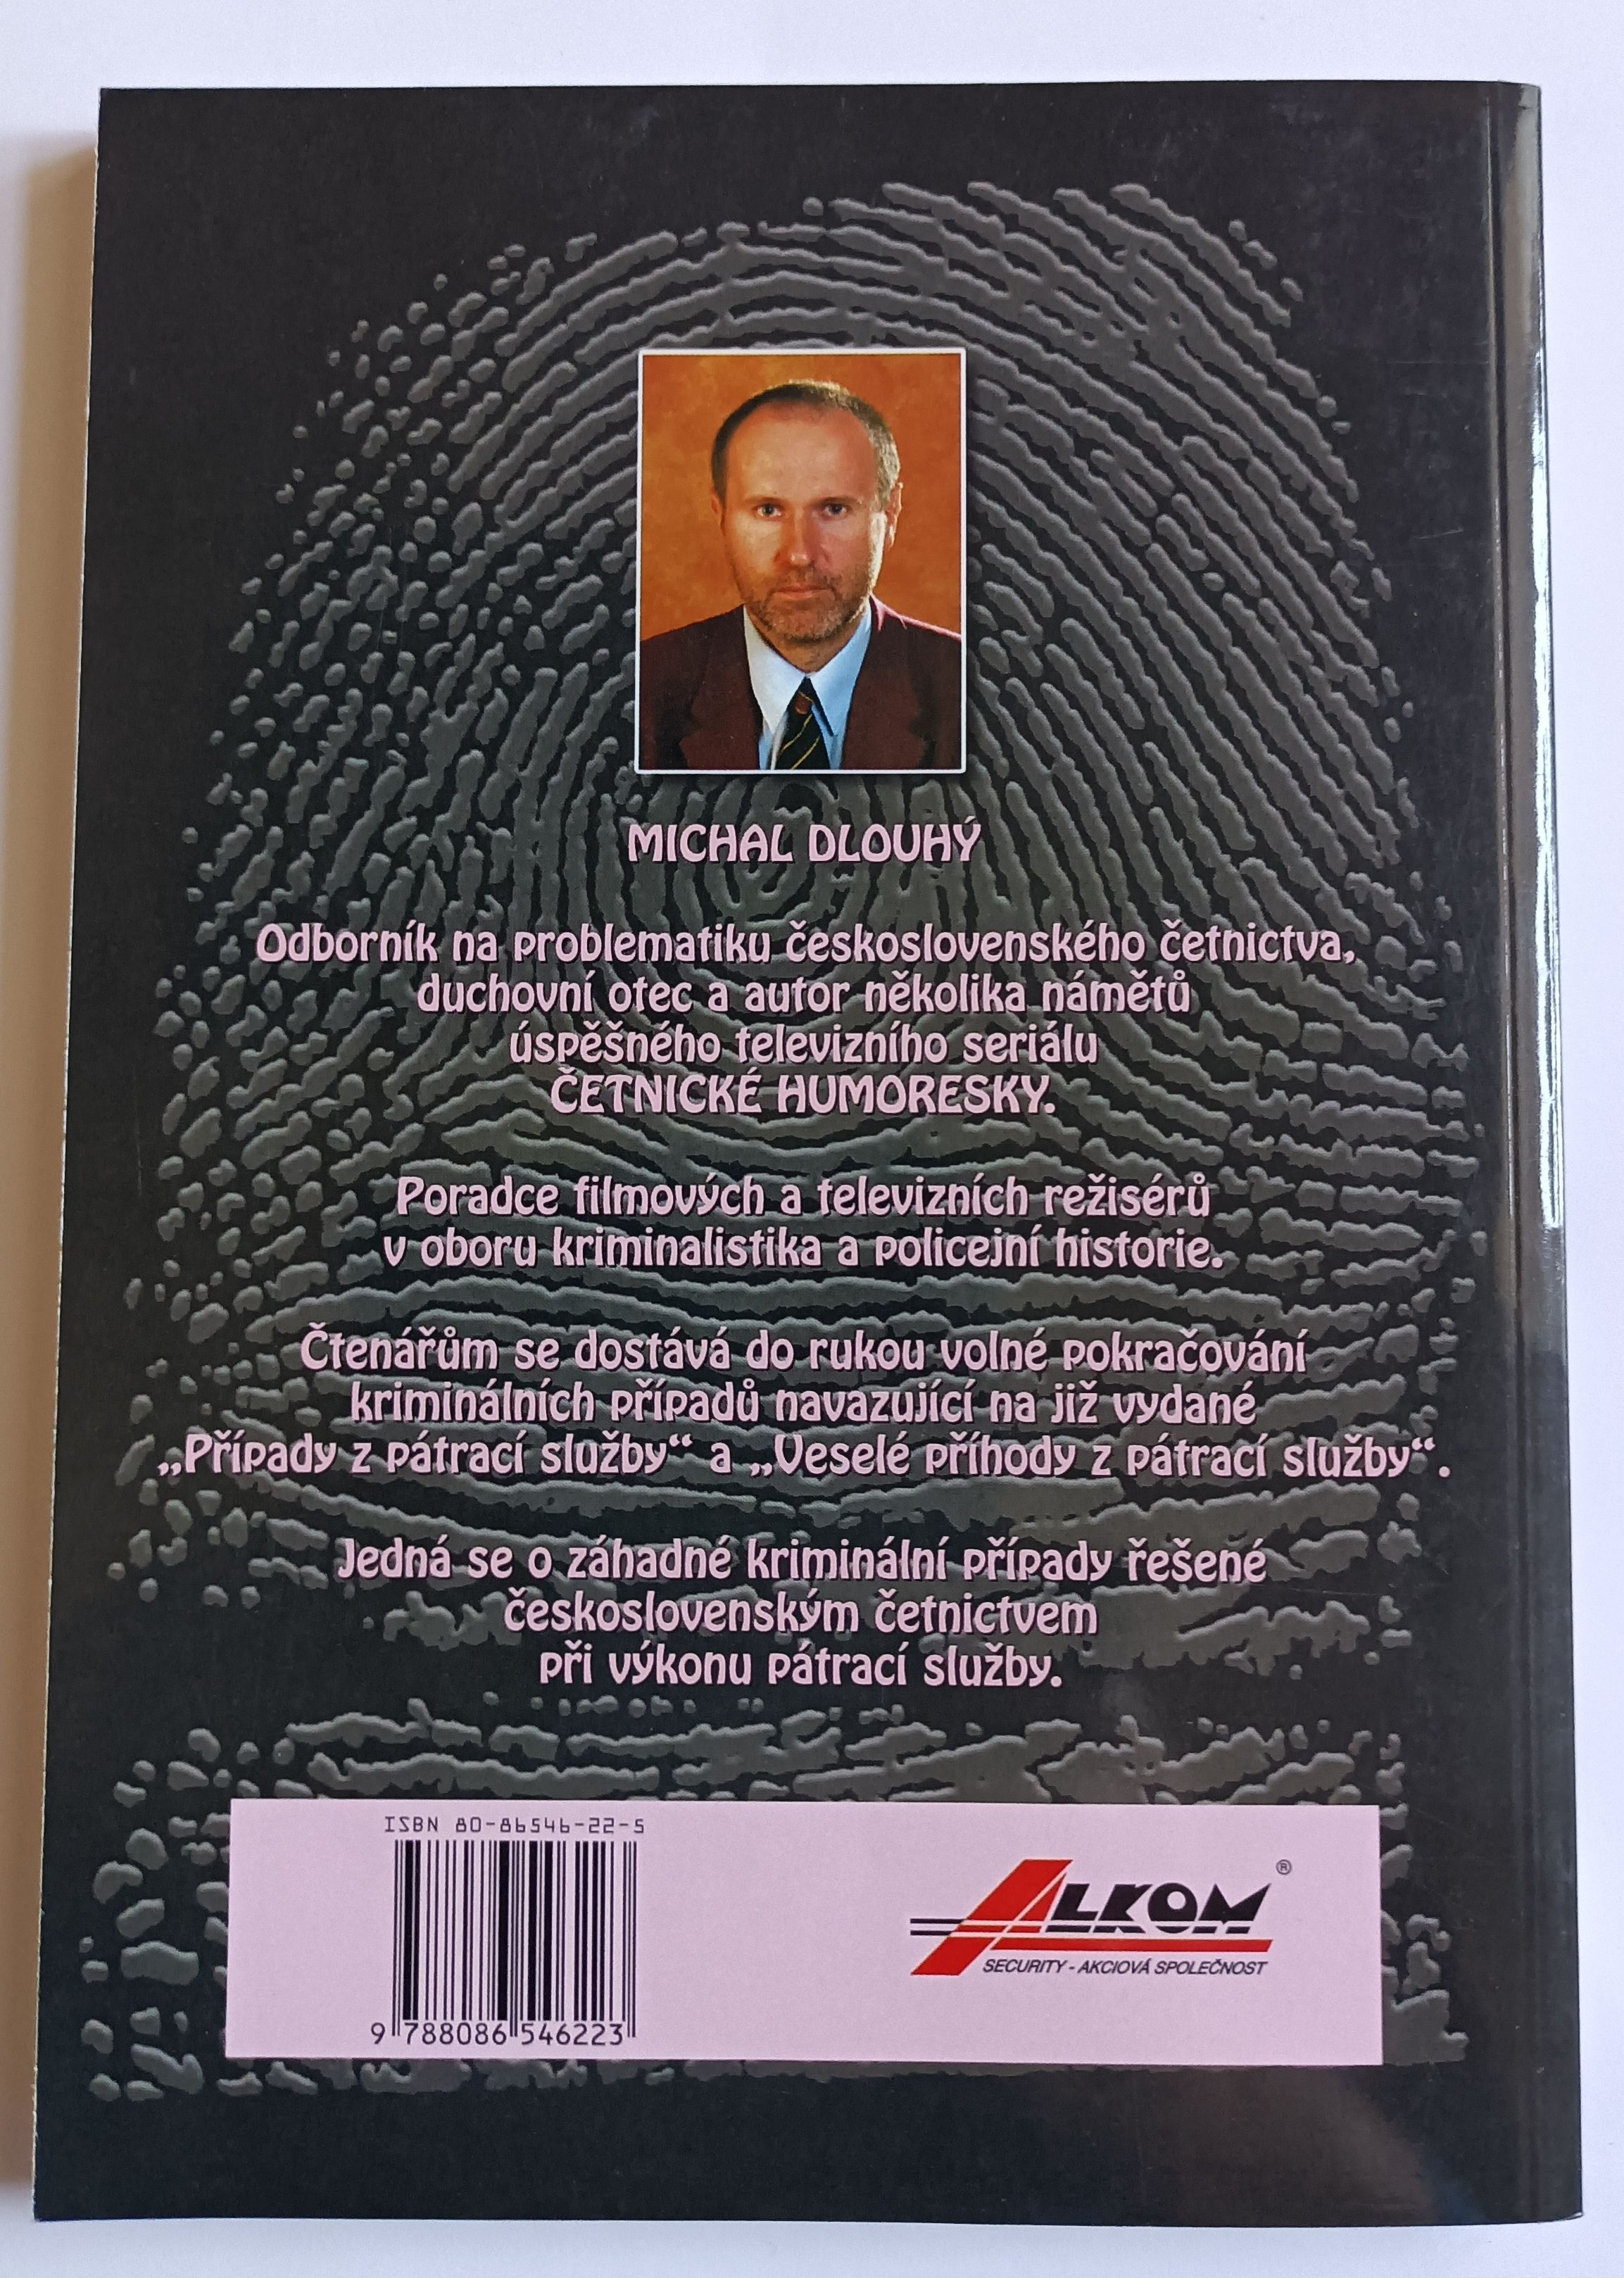 MICHAL DLOUHÝ
Odborník na problematiku československého četnictva,
duchovní otec a autor několika námětů
úspěšného televizního seriálu
ČETNICKÉ HUMORESKY.
Poradce filmových a televizních režisérů
v oboru kriminalistika a policejní historie.
Čtenářům se dostává do rukou volné pokračování
kriminálních případů navazující na již vydané
„Případy z pátrací služby“ a „Veselé příhody z pátrací služby“.
Jedná se o záhadné kriminální případy řešené
československým četnictvem
při výkonu pátrací služby.
ISBN 80-86546-22-5
9 788086 546223
ALKOM ®
SECURITY - AKCIOVÁ SPOLEČNOST